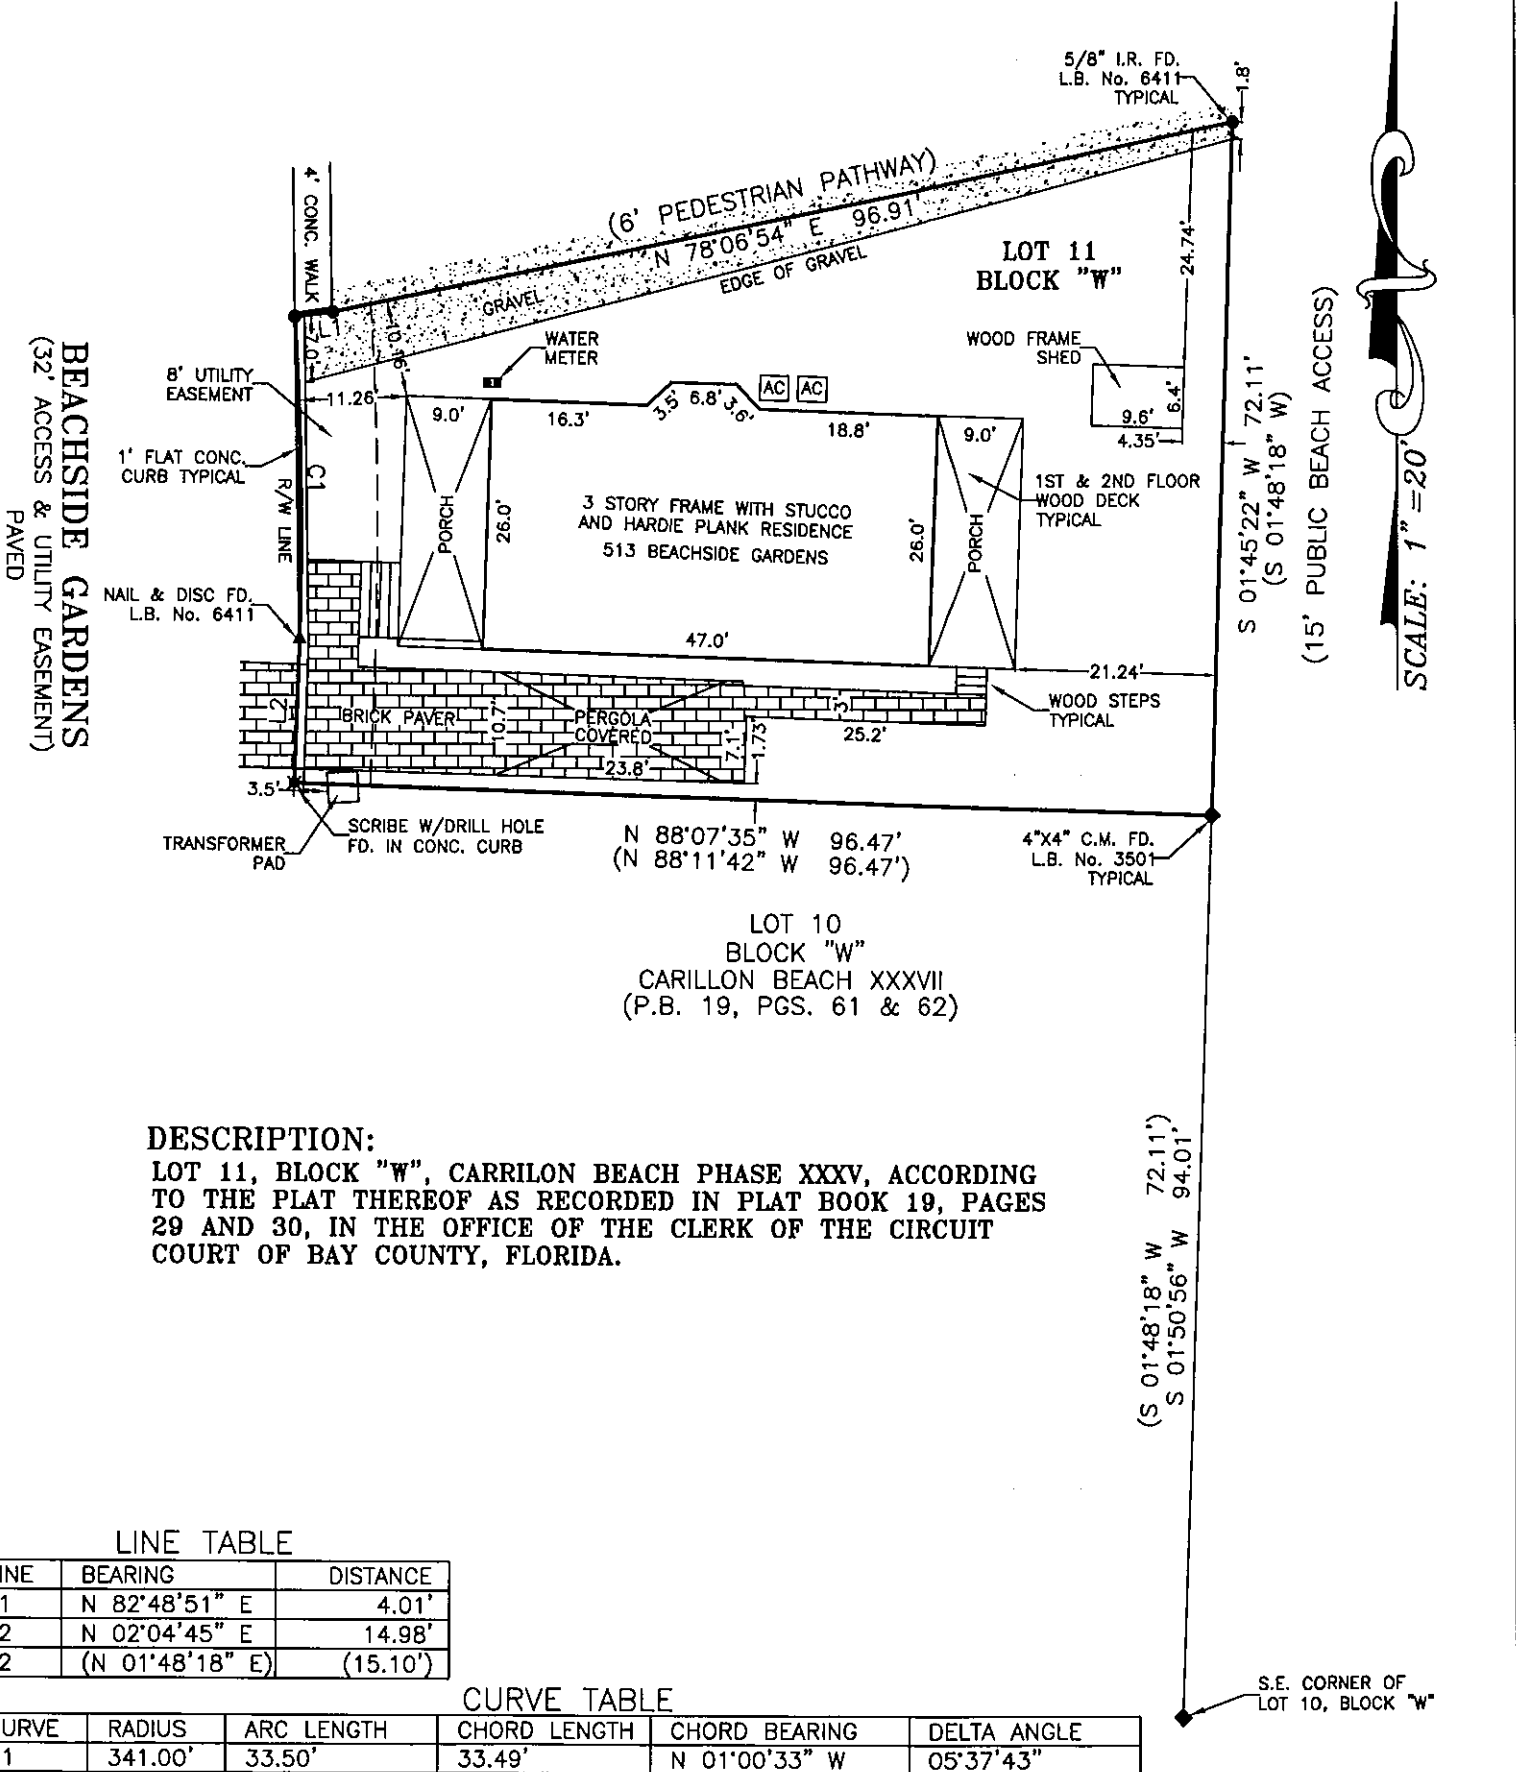 5/8" I.R. FD.
L.B. No. 6411
TYPICAL
1.8'
4' CONC. WALK
(6' PEDESTRIAN PATHWAY)
N 78°06'54" E 96.91'
GRAVEL
EDGE OF GRAVEL
LOT 11
BLOCK "W"
24.74'
L1
7.0'
10.16'
WATER
METER
WOOD FRAME
SHED
9.6'
6.4'
4.35'
8' UTILITY
EASEMENT
11.26'
9.0'
16.3'
3.5'
6.8'
3.6'
AC
AC
18.8'
9.0'
1' FLAT CONC.
CURB TYPICAL
C1
R/W LINE
PORCH
26.0'
3 STORY FRAME WITH STUCCO
AND HARDIE PLANK RESIDENCE
513 BEACHSIDE GARDENS
26.0'
PORCH
1ST & 2ND FLOOR
WOOD DECK
TYPICAL
S 01°45'22" W 72.11'
(S 01°48'18" W)
(15' PUBLIC BEACH ACCESS)
SCALE: 1"=20'
BEACHSIDE GARDENS
(32' ACCESS & UTILITY EASEMENT)
PAVED
NAIL & DISC FD.
L.B. No. 6411
47.0'
21.24'
WOOD STEPS
TYPICAL
L2
BRICK PAVER
10.7'
PERGOLA
COVERED
23.8'
7.1'
1.73'
3'
25.2'
3.5'
TRANSFORMER
PAD
SCRIBE W/DRILL HOLE
FD. IN CONC. CURB
N 88°07'35" W 96.47'
(N 88°11'42" W 96.47')
4"X4" C.M. FD.
L.B. No. 3501
TYPICAL
LOT 10
BLOCK "W"
CARILLON BEACH XXXVII
(P.B. 19, PGS. 61 & 62)
(S 01°48'18" W 72.11')
S 01°50'56" W 94.01'
DESCRIPTION:
LOT 11, BLOCK "W", CARRILON BEACH PHASE XXXV, ACCORDING
TO THE PLAT THEREOF AS RECORDED IN PLAT BOOK 19, PAGES
29 AND 30, IN THE OFFICE OF THE CLERK OF THE CIRCUIT
COURT OF BAY COUNTY, FLORIDA.
LINE TABLE
INE BEARING DISTANCE
1 N 82°48'51" E 4.01'
2 N 02°04'45" E 14.98'
2 (N 01°48'18" E) (15.10')
S.E. CORNER OF
LOT 10, BLOCK "W"
CURVE TABLE
URVE RADIUS ARC LENGTH CHORD LENGTH CHORD BEARING DELTA ANGLE
1 341.00' 33.50' 33.49' N 01°00'33" W 05°37'43"